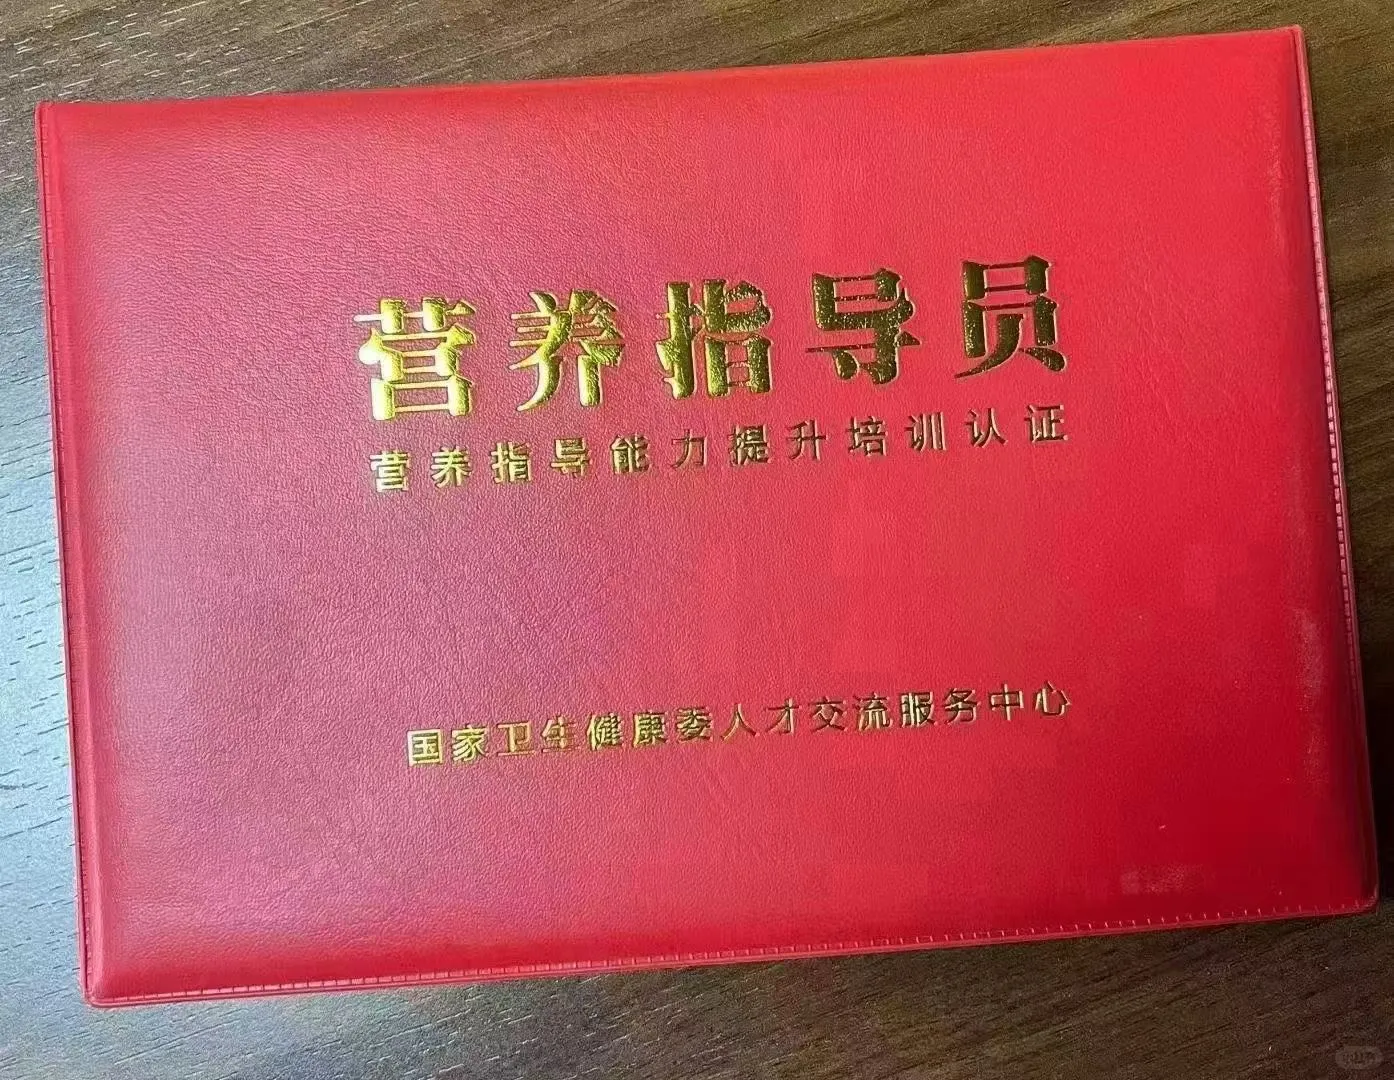 营养指导员
营养指导能力提升培训认证
国家卫生健康委人才交流服务中心